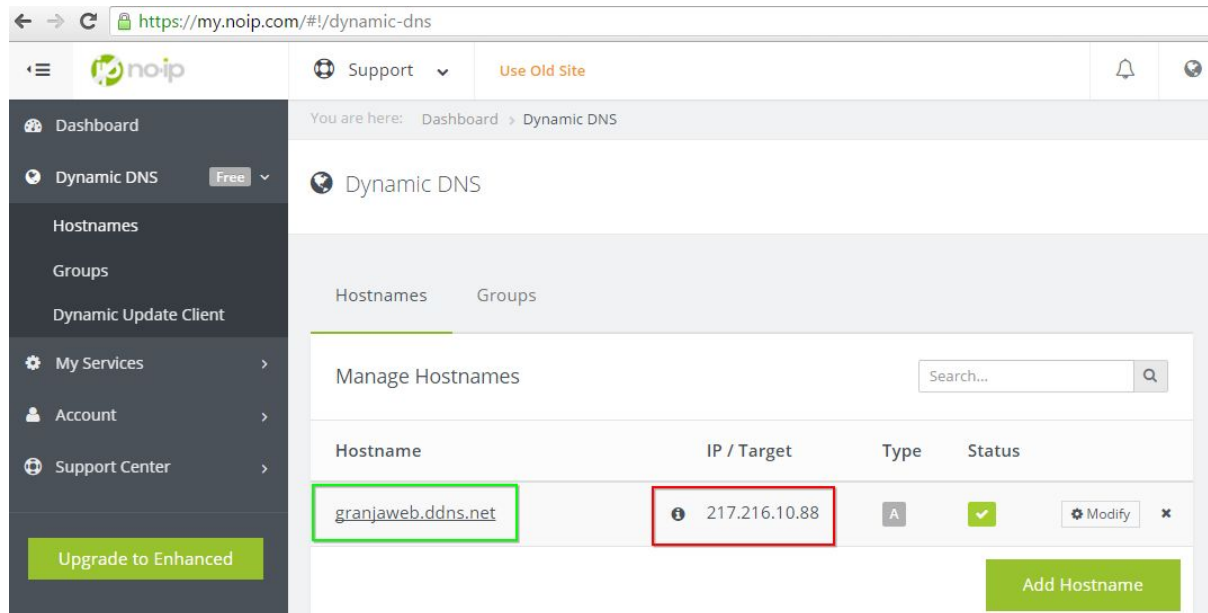 https://my.noip.com/#!/dynamic-dns
no-ip
Support
Use Old Site
Dashboard
Dynamic DNS Free
Hostnames
Groups
Dynamic Update Client
My Services
Account
Support Center
Upgrade to Enhanced
You are here: Dashboard > Dynamic DNS
Dynamic DNS
Hostnames Groups
Manage Hostnames Search...
Hostname IP / Target Type Status
granjaweb.ddns.net 217.216.10.88 A Modify
Add Hostname